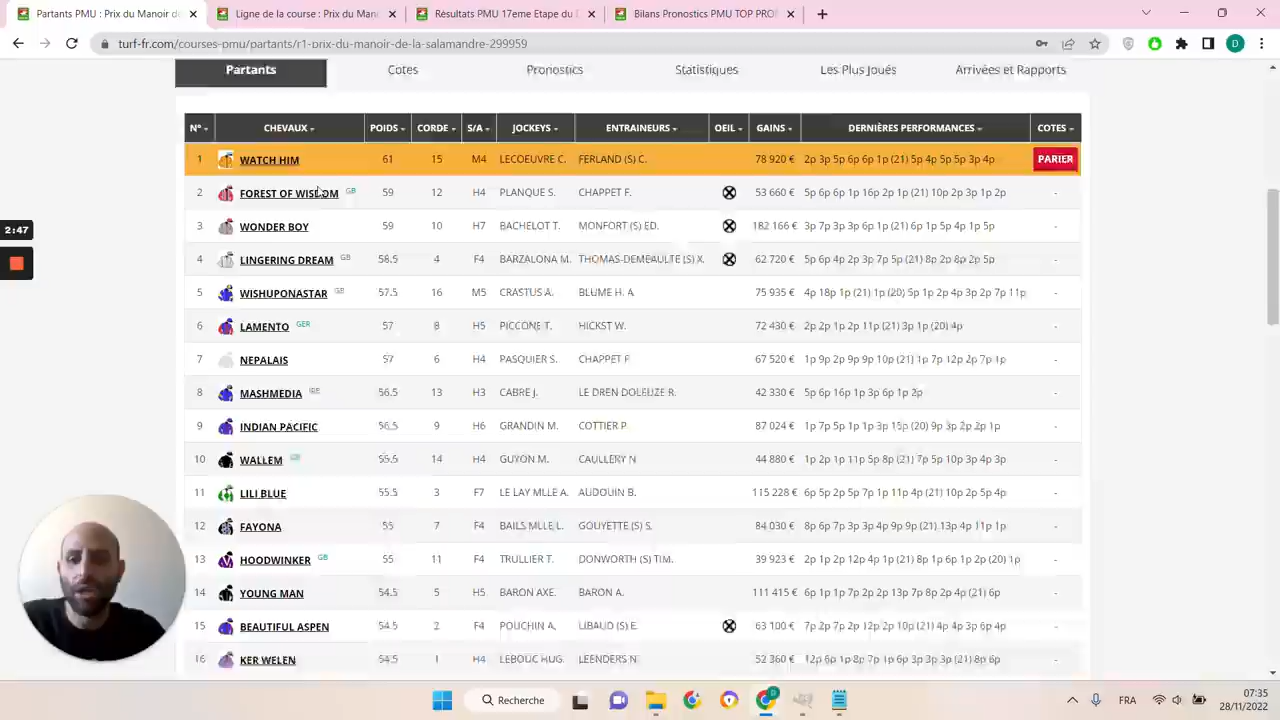 Partants PMU : Partants d
Ligne de la course : Prix du Man
Résultats PMU 17eme Etape du D
Bilans Pronostics PMU TOP PRO
turf-fr.com/courses-pmu/partants/r1-prix-du-manoir-de-la-salamandre_299959
D
Partants Cotes Pronostics Statistiques Les Plus Joués Arrivées et Rapports
N° CHEVAUX POIDS CORDE S/A JOCKEYS ENTRAINEURS OEIL GAINS DERNIÈRES PERFORMANCES COTES
1 WATCH HIM 61 15 M4 LECOEUVRE C. FERLAND (S) C. 78 920 € 2p 3p 5p 6p 6p 1p (21) 5p 4p 5p 5p 3p 4p PARIER
2 FOREST OF WISDOM GB 59 12 H4 PLANQUE S. CHAPPET F. 53 660 € 5p 6p 6p 1p 16p 2p 1p (21) 10p 2p 3p 1p 2p -
3 WONDER BOY 59 10 H7 BACHELOT T. MONFORT (S) ED. 182 166 € 3p 7p 3p 3p 6p 1p (21) 6p 1p 5p 4p 1p 5p -
4 LINGERING DREAM GB 58.5 4 F4 BARZALONA M. THOMAS-DEMEAULTE (S) X. 62 720 € 5p 6p 4p 2p 3p 7p 5p (21) 8p 2p 8p 2p 5p -
5 WISHUPONASTAR GB 57.5 16 M5 CRASTUS A. BLUME H. A. 75 935 € 4p 18p 1p (21) 1p (20) 5p 1p 2p 4p 3p 2p 7p 11p -
6 LAMENTO GER 57 8 H5 PICCONE T. HICKST W. 72 430 € 2p 2p 1p 2p 11p (21) 3p 1p (20) 4p -
7 NEPALAIS 57 6 H4 PASQUIER S. CHAPPET F. 67 520 € 1p 9p 2p 9p 9p 10p (21) 1p 7p 12p 2p 7p 1p -
8 MASHMEDIA 56.5 13 H3 CABRE J. LE DREN DOLEUZE R. 42 330 € 5p 6p 16p 1p 3p 6p 1p 2p -
9 INDIAN PACIFIC 56.5 9 H6 GRANDIN M. COTTIER P. 87 024 € 1p 7p 5p 1p 1p 3p 15p (20) 9p 3p 2p 2p 1p -
10 WALLEM 55.5 14 H4 GUYON M. CAULLERY N. 44 880 € 1p 2p 1p 11p 5p 8p (21) 7p 5p 10p 3p 4p 3p -
11 LILI BLUE 55.5 3 F7 LE LAY MLLE A. AUDOUIN B. 115 228 € 6p 5p 2p 5p 7p 1p 11p 4p (21) 10p 2p 5p 4p -
12 FAYONA 55 7 F4 BAILS MLLE L. GOUYETTE (S) S. 84 030 € 8p 6p 7p 3p 3p 4p 9p 9p (21) 13p 4p 11p 1p -
13 HOODWINKER GB 55 11 F4 TRULLIER T. DONWORTH (S) TIM. 39 923 € 2p 1p 2p 12p 4p 1p (21) 8p 1p 6p 1p 2p (20) 1p -
14 YOUNG MAN 54.5 5 H5 BARON AXE. BARON A. 111 415 € 6p 1p 1p 7p 2p 2p 13p 7p 8p 2p 4p (21) 6p -
15 BEAUTIFUL ASPEN 54.5 2 F4 POUCHIN A. LIBAUD (S) E. 63 100 € 7p 2p 7p 2p 12p 2p 10p (21) 4p 4p 3p 6p 4p -
16 KER WELEN 54.5 1 H4 LEBOUC HUG. LEENDERS N. 52 360 € 12p 6p 1p 8p 7p 1p 6p 3p 3p 3p (21) 8p 6p -
2:47
Recherche
FRA
07:35
28/11/2022